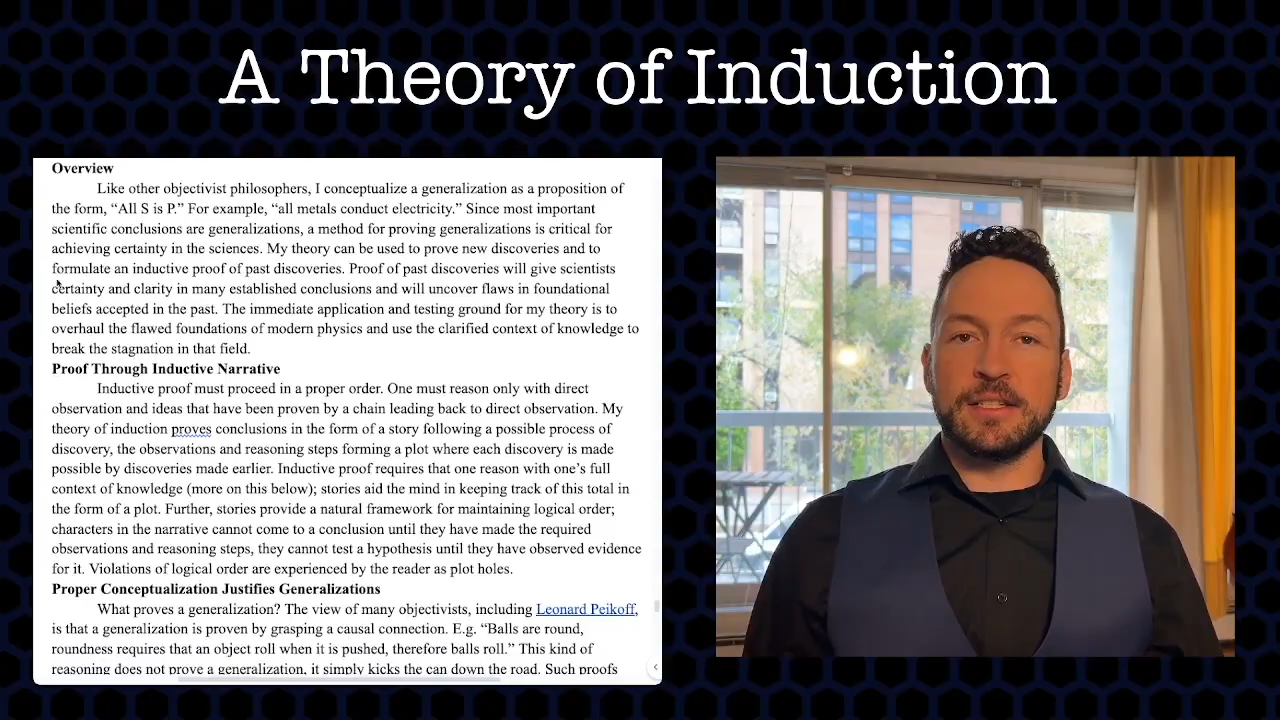 A Theory of Induction
Overview
Like other objectivist philosophers, I conceptualize a generalization as a proposition of
the form, “All S is P.” For example, “all metals conduct electricity.” Since most important
scientific conclusions are generalizations, a method for proving generalizations is critical for
achieving certainty in the sciences. My theory can be used to prove new discoveries and to
formulate an inductive proof of past discoveries. Proof of past discoveries will give scientists
certainty and clarity in many established conclusions and will uncover flaws in foundational
beliefs accepted in the past. The immediate application and testing ground for my theory is to
overhaul the flawed foundations of modern physics and use the clarified context of knowledge to
break the stagnation in that field.
Proof Through Inductive Narrative
Inductive proof must proceed in a proper order. One must reason only with direct
observation and ideas that have been proven by a chain leading back to direct observation. My
theory of induction proves conclusions in the form of a story following a possible process of
discovery, the observations and reasoning steps forming a plot where each discovery is made
possible by discoveries made earlier. Inductive proof requires that one reason with one’s full
context of knowledge (more on this below); stories aid the mind in keeping track of this total in
the form of a plot. Further, stories provide a natural framework for maintaining logical order;
characters in the narrative cannot come to a conclusion until they have made the required
observations and reasoning steps, they cannot test a hypothesis until they have observed evidence
for it. Violations of logical order are experienced by the reader as plot holes.
Proper Conceptualization Justifies Generalizations
What proves a generalization? The view of many objectivists, including Leonard Peikoff,
is that a generalization is proven by grasping a causal connection. E.g. “Balls are round,
roundness requires that an object roll when it is pushed, therefore balls roll.” This kind of
reasoning does not prove a generalization, it simply kicks the can down the road. Such proofs